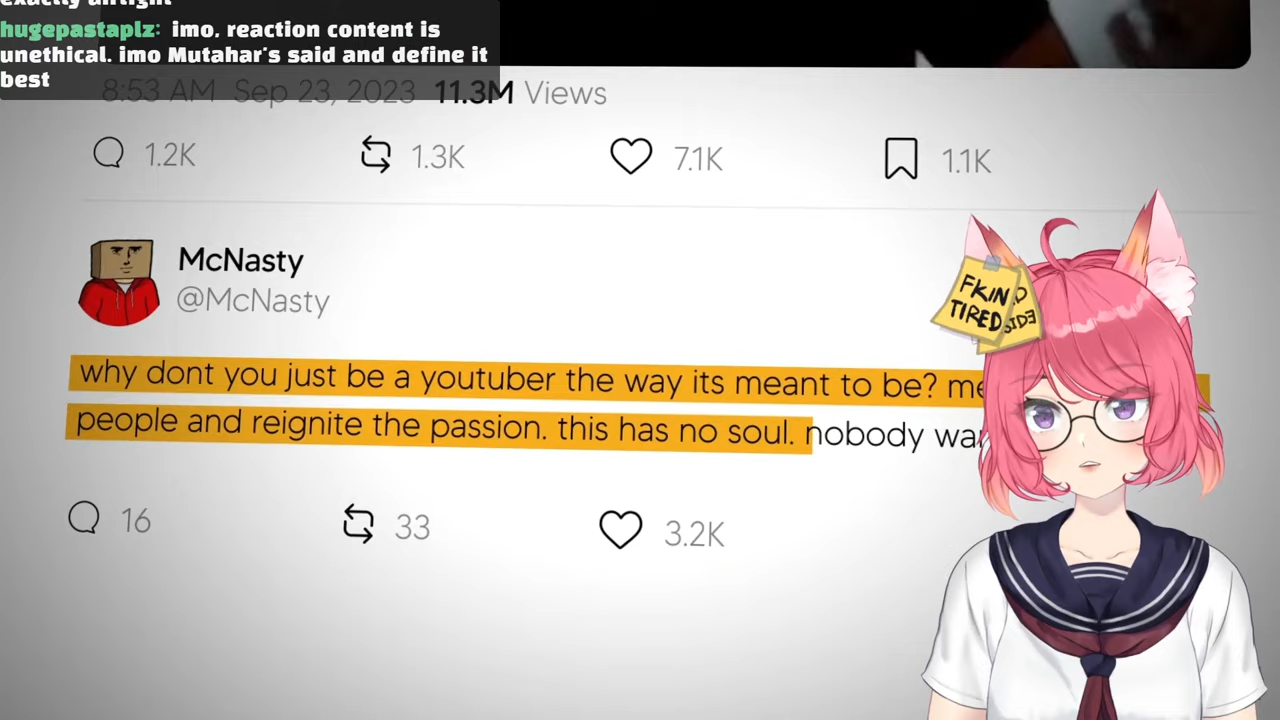 exactly alright
hugepastaplz: imo, reaction content is
unethical. imo Mutahar's said and define it
best
8:53 AM Sep 23, 2023 11.3M Views
1.2K 1.3K 7.1K 1.1K
McNasty
@McNasty
FKIN
TIRED
why dont you just be a youtuber the way its meant to be?
people and reignite the passion. this has no soul. nobody
16 33 3.2K